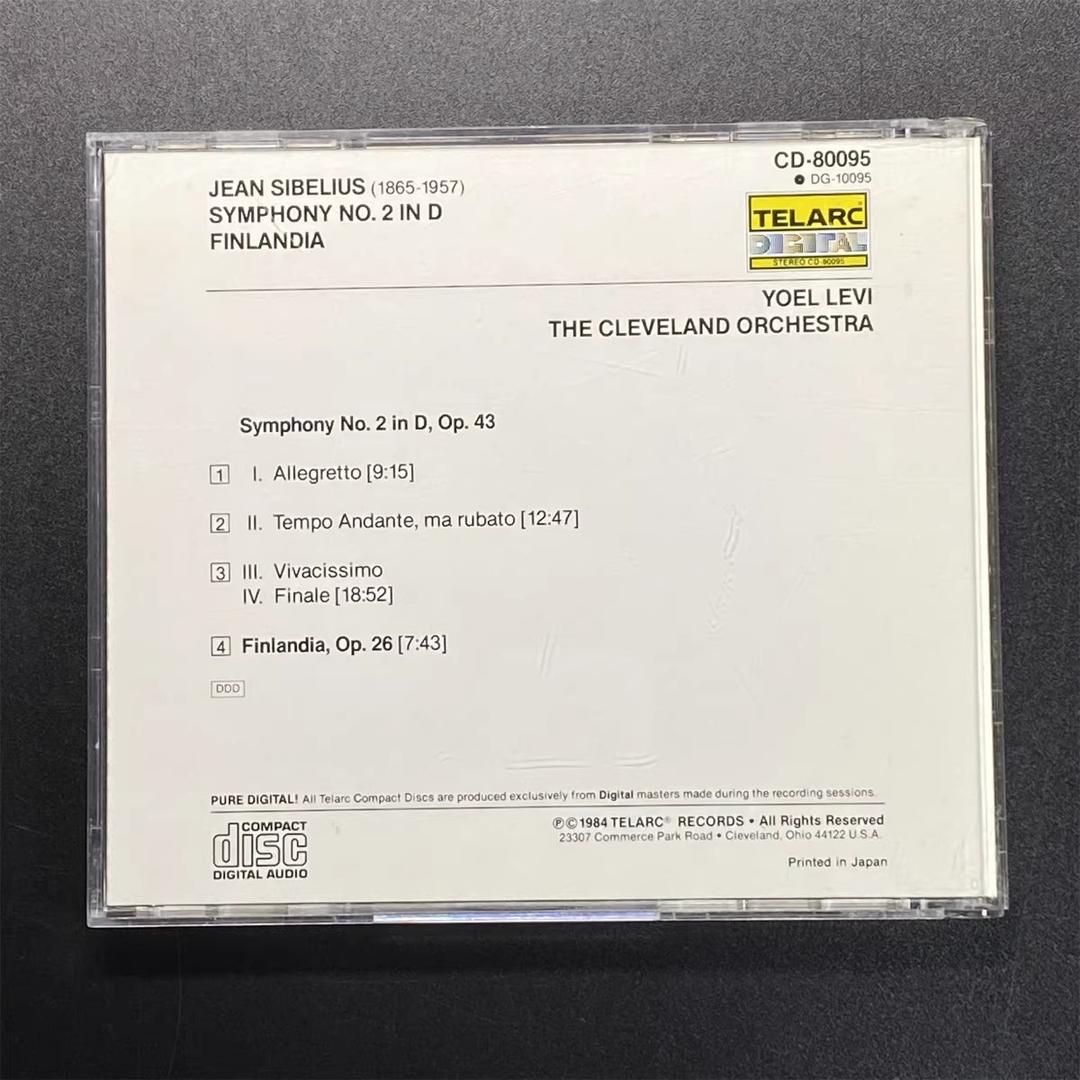 CD-80095
DG-10095
JEAN SIBELIUS (1865-1957)
SYMPHONY NO. 2 IN D
FINLANDIA
TELARC®
DIGITAL
STEREO CD-80095
YOEL LEVI
THE CLEVELAND ORCHESTRA
Symphony No. 2 in D, Op. 43
1 I. Allegretto [9:15]
2 II. Tempo Andante, ma rubato [12:47]
3 III. Vivacissimo
IV. Finale [18:52]
4 Finlandia, Op. 26 [7:43]
DDD
PURE DIGITAL! All Telarc Compact Discs are produced exclusively from Digital masters made during the recording sessions.
COMPACT
disc
DIGITAL AUDIO
℗©1984 TELARC® RECORDS • All Rights Reserved
23307 Commerce Park Road • Cleveland, Ohio 44122 U.S.A.
Printed in Japan